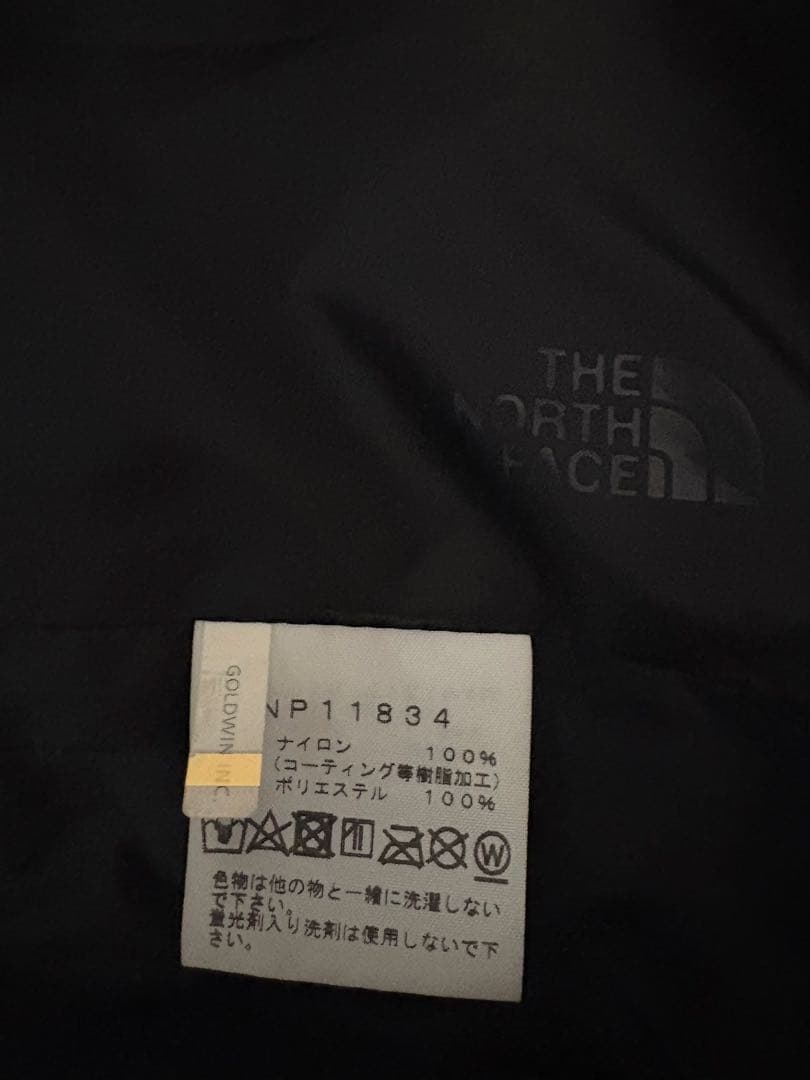 THE
NORTH
FACE
GOLDWIN INC.
NP11834
ナイロン 100%
(コーティング等樹脂加工)
ポリエステル 100%
W
色物は他の物と一緒に洗濯しない
で下さい。
蛍光剤入り洗剤は使用しないで下
さい。